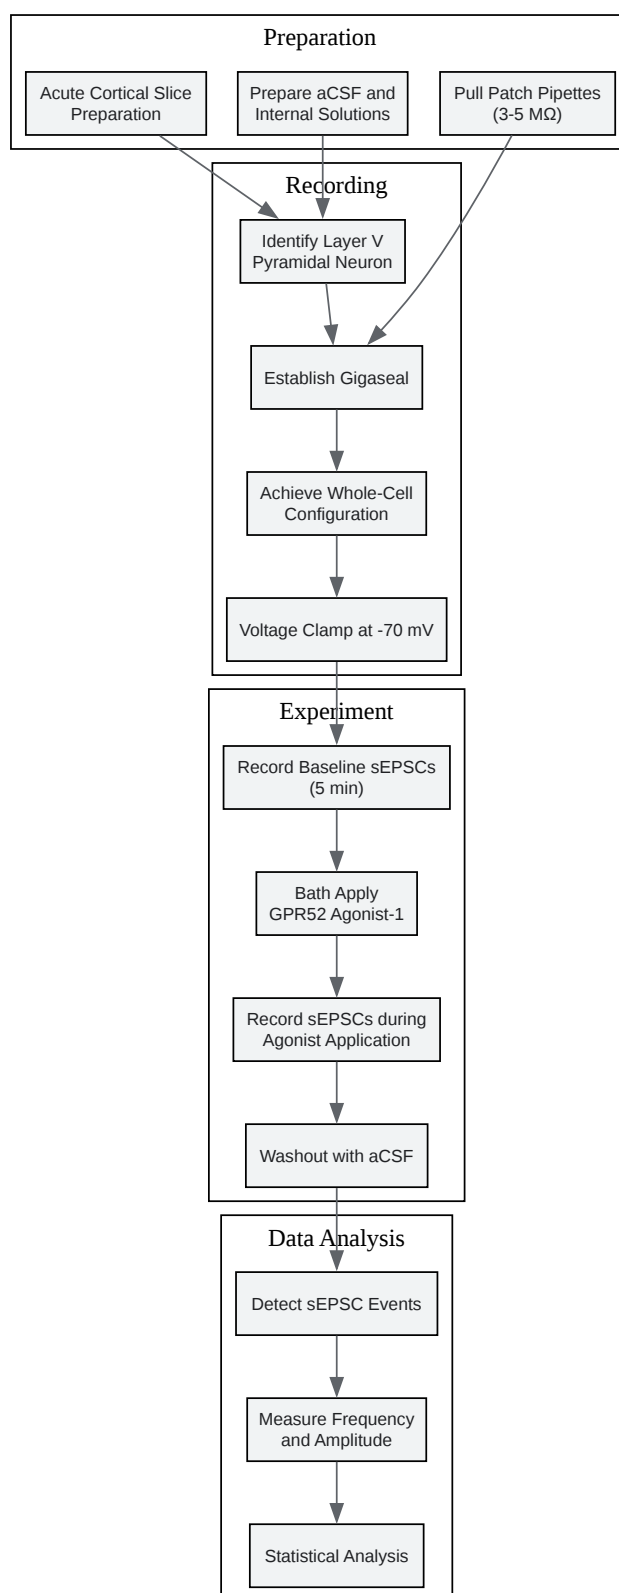 Preparation
Acute Cortical Slice
Preparation
Prepare aCSF and
Internal Solutions
Pull Patch Pipettes
(3-5 MΩ)
Recording
Identify Layer V
Pyramidal Neuron
Establish Gigaseal
Achieve Whole-Cell
Configuration
Voltage Clamp at -70 mV
Experiment
Record Baseline sEPSCs
(5 min)
Bath Apply
GPR52 Agonist-1
Record sEPSCs during
Agonist Application
Washout with aCSF
Data Analysis
Detect sEPSC Events
Measure Frequency
and Amplitude
Statistical Analysis